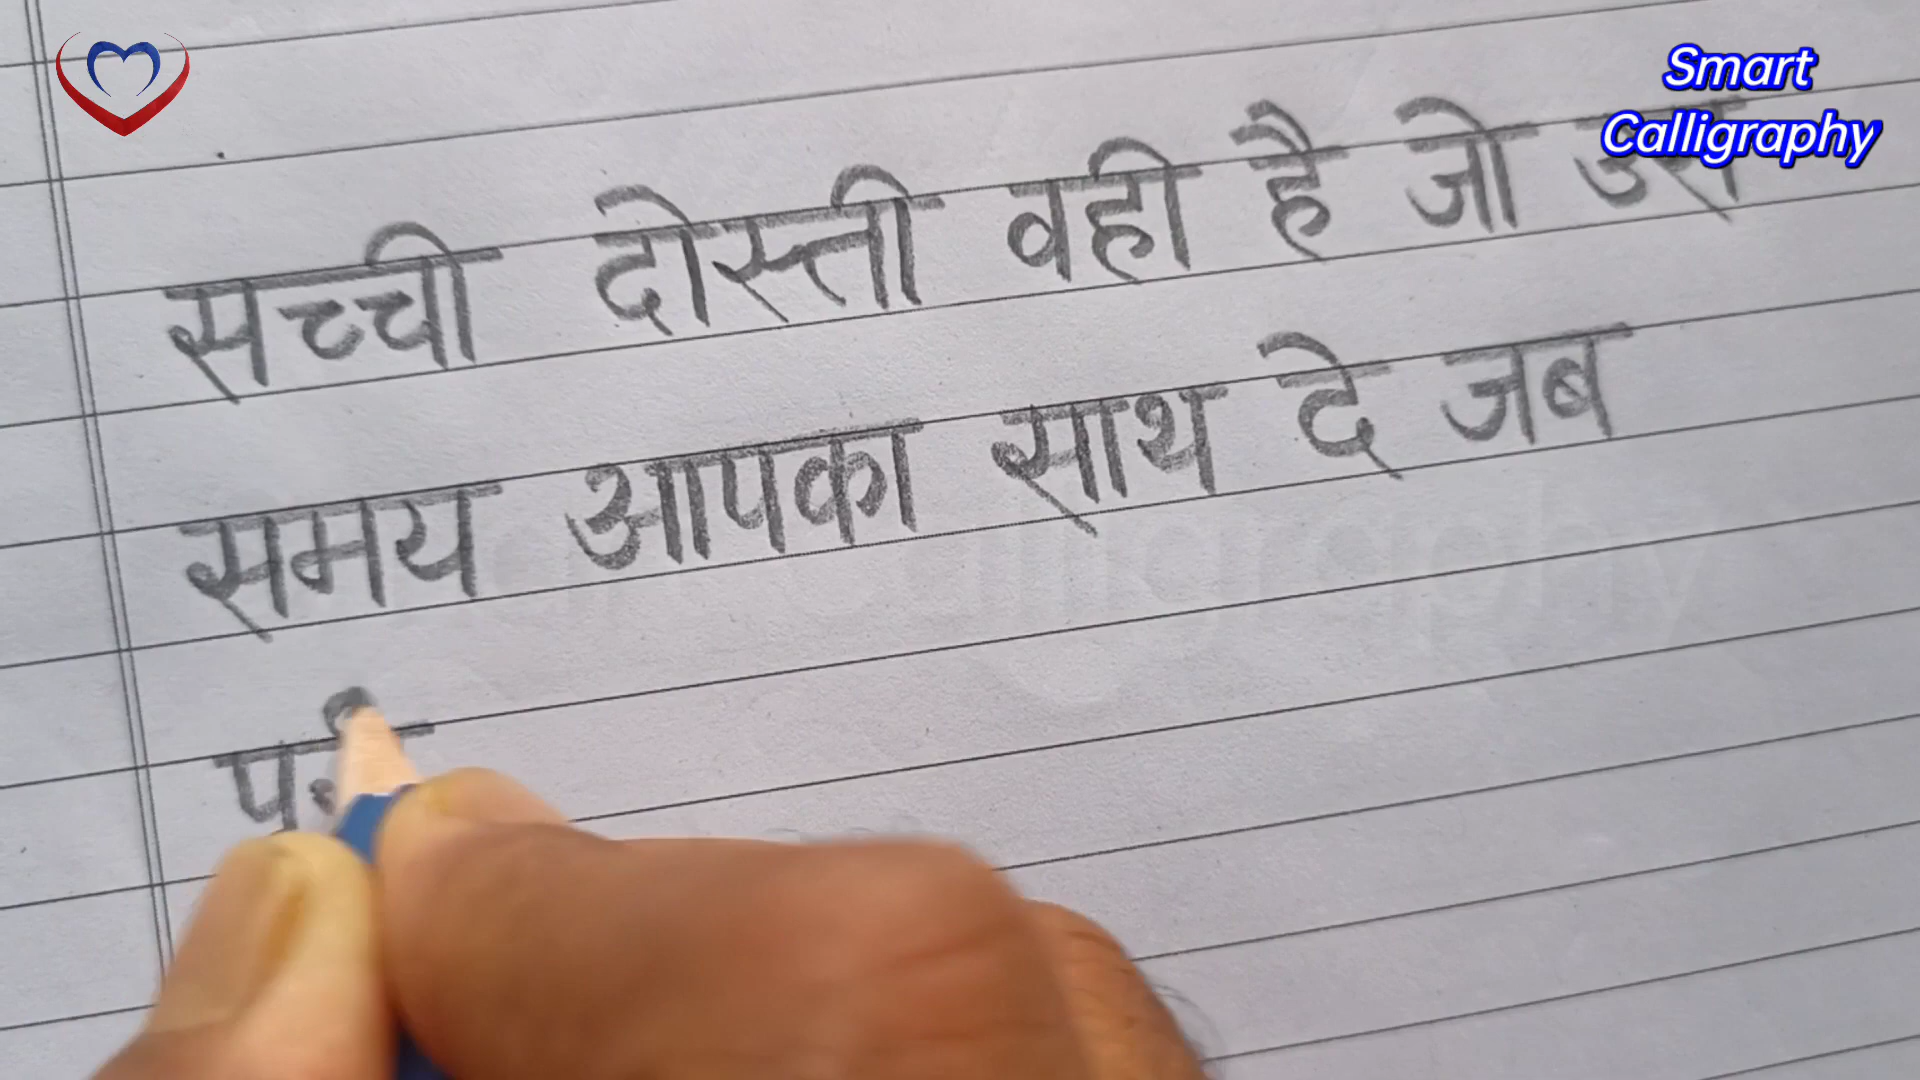 Smart
Calligraphy
सच्ची दोस्ती वही है जो उस
समय आपका साथ दे जब